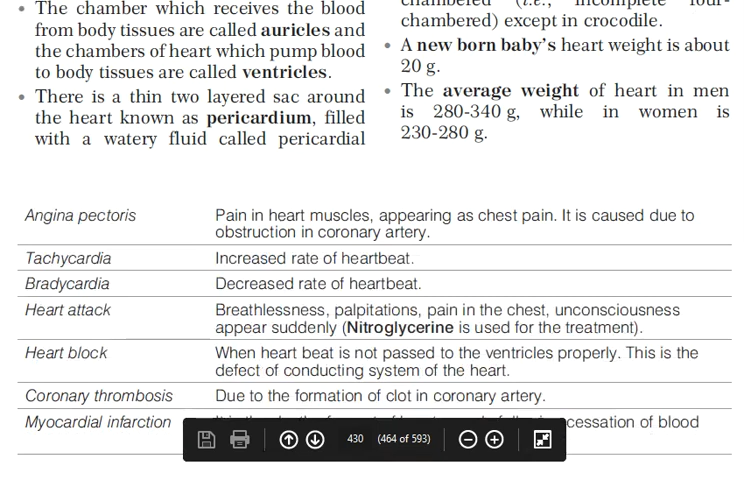 • The chamber which receives the blood
from body tissues are called auricles and
the chambers of heart which pump blood
to body tissues are called ventricles.
• There is a thin two layered sac around
the heart known as pericardium, filled
with a watery fluid called pericardial
chambered (i.e., incomplete four-
chambered) except in crocodile.
• A new born baby's heart weight is about
20 g.
• The average weight of heart in men
is 280-340 g, while in women is
230-280 g.
Angina pectoris Pain in heart muscles, appearing as chest pain. It is caused due to
obstruction in coronary artery.
Tachycardia Increased rate of heartbeat.
Bradycardia Decreased rate of heartbeat.
Heart attack Breathlessness, palpitations, pain in the chest, unconsciousness
appear suddenly (Nitroglycerine is used for the treatment).
Heart block When heart beat is not passed to the ventricles properly. This is the
defect of conducting system of the heart.
Coronary thrombosis Due to the formation of clot in coronary artery.
Myocardial infarction cessation of blood
430 (464 of 593)